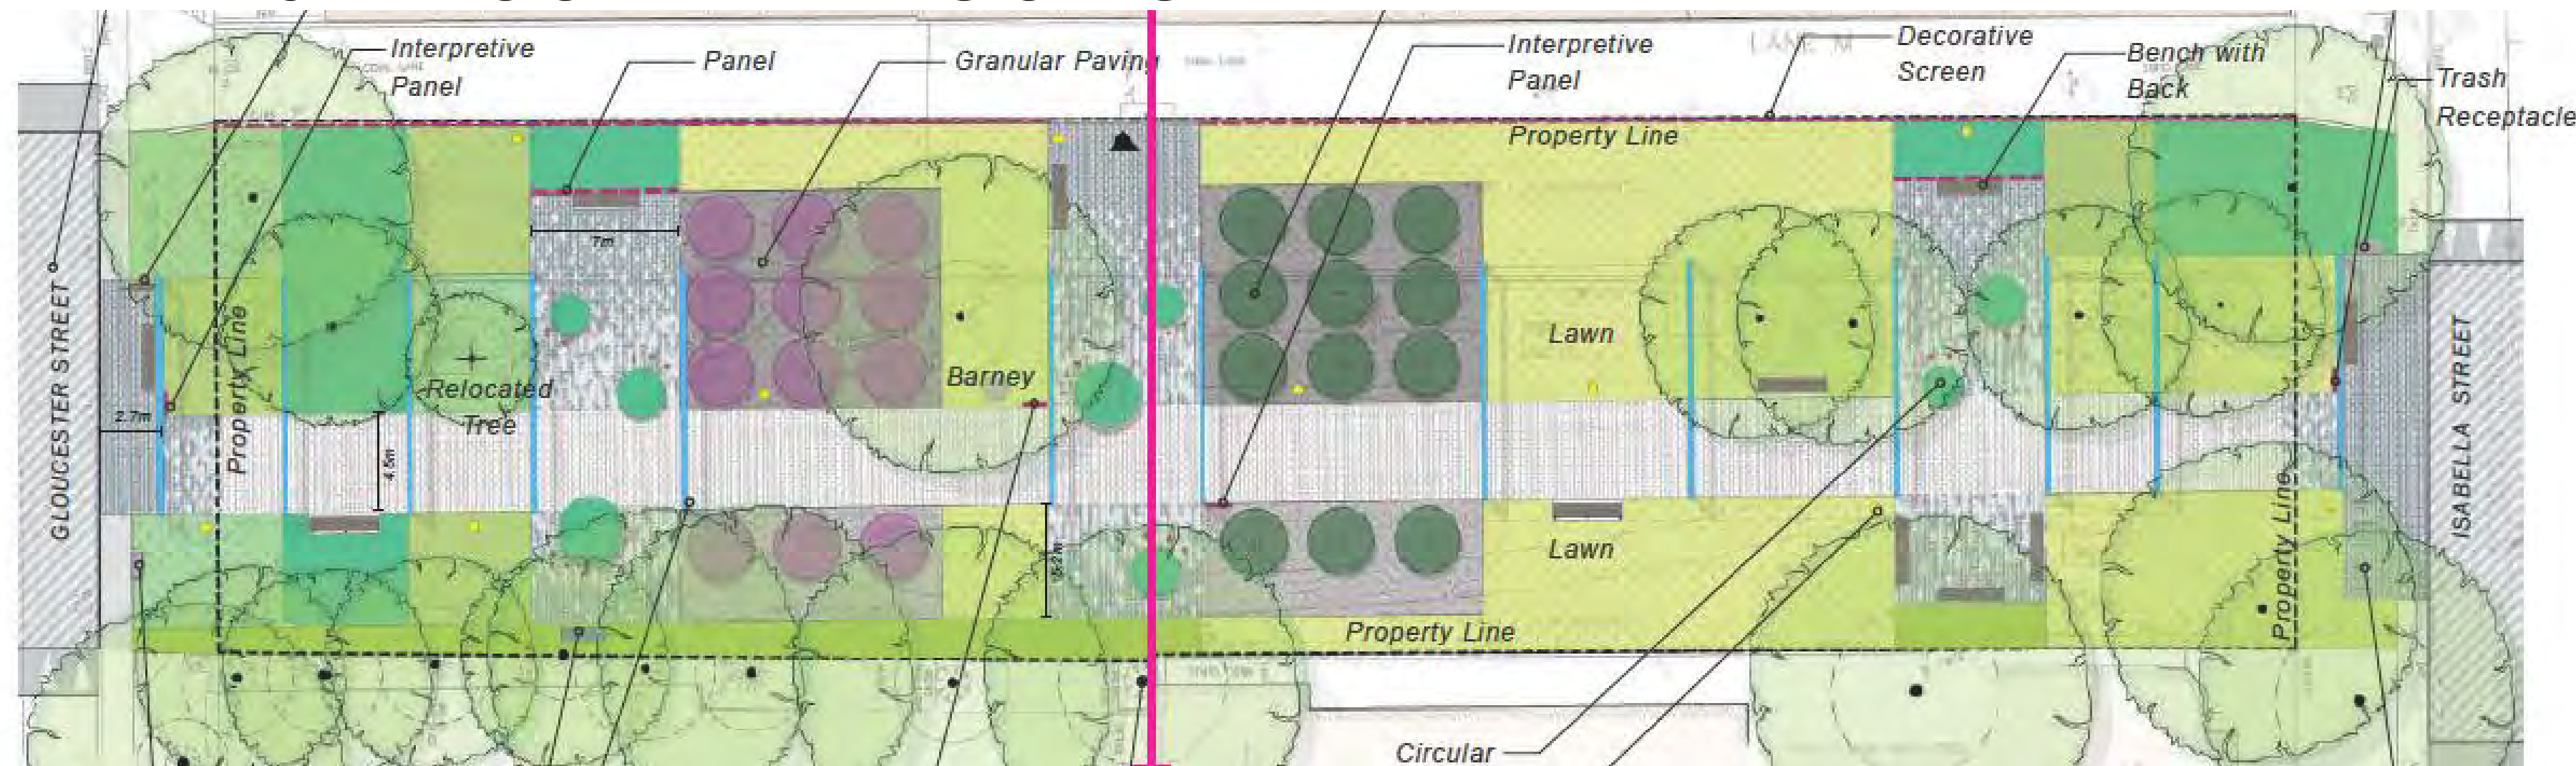 Interpretive
Panel
Panel
Granular Paving
Interpretive
Panel
Decorative
Screen
Bench with
Back
Trash
Receptacle
LANE M
Property Line
7m
GLOUCESTER STREET
Property Line
2.7m
Relocated
Tree
4.5m
Barney
Lawn
ISABELLA STREET
Lawn
Property Line
Property Line
Circular